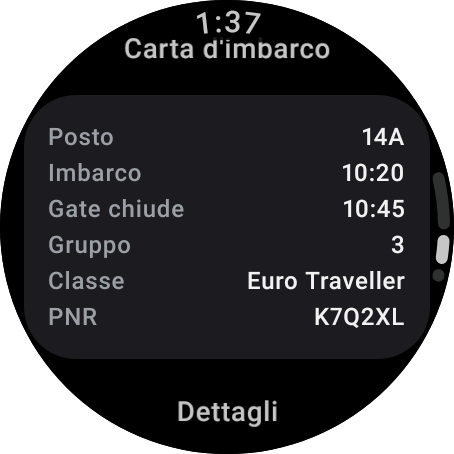 1:37
Carta d'imbarco
Posto 14A
Imbarco 10:20
Gate chiude 10:45
Gruppo 3
Classe Euro Traveller
PNR K7Q2XL
Dettagli